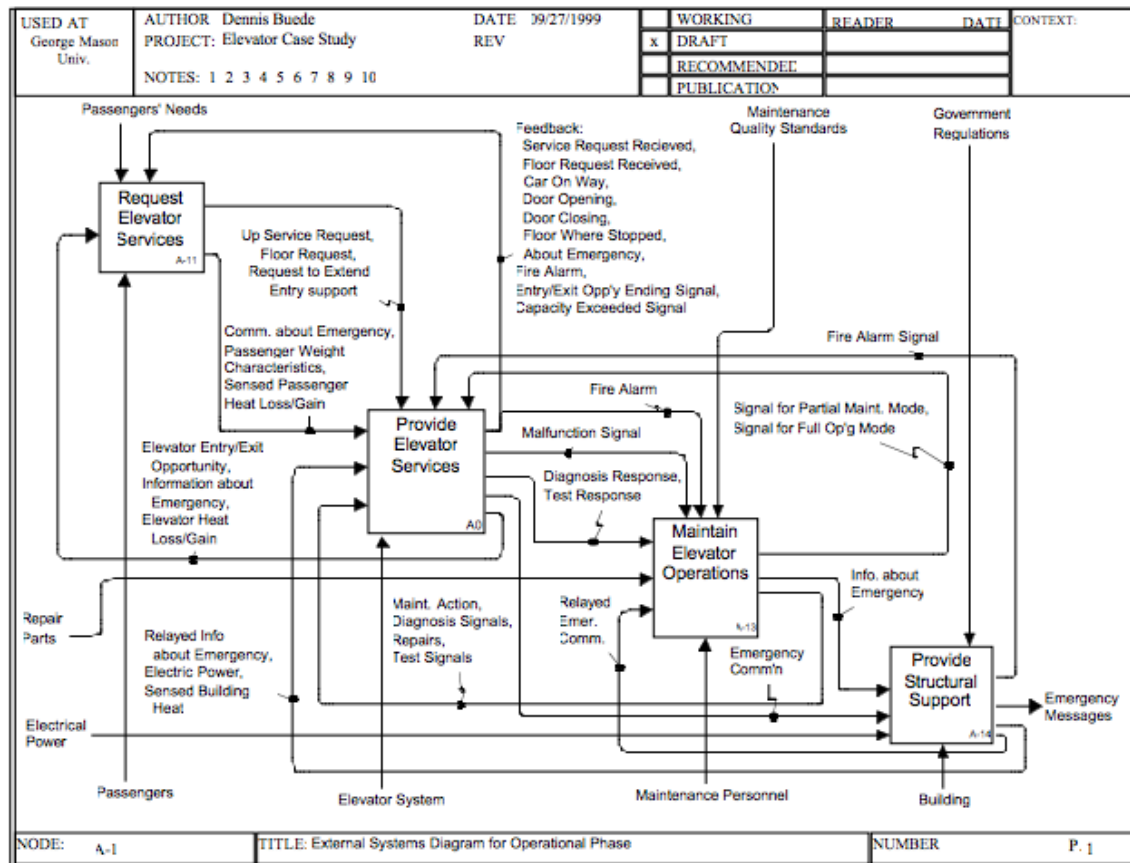 USED AT
George Mason
Univ.
AUTHOR Dennis Buede
PROJECT: Elevator Case Study
NOTES: 1 2 3 4 5 6 7 8 9 10
DATE 09/27/1999
REV
WORKING
x DRAFT
RECOMMENDED
PUBLICATION
READER DATE
CONTEXT:
Passengers' Needs
Maintenance
Quality Standards
Government
Regulations
Feedback:
Service Request Recieved,
Floor Request Received,
Car On Way,
Door Opening,
Door Closing,
Floor Where Stopped,
About Emergency,
Fire Alarm,
Entry/Exit Opp'y Ending Signal,
Capacity Exceeded Signal
Request
Elevator
Services
A-11
Up Service Request,
Floor Request,
Request to Extend
Entry support
Comm. about Emergency,
Passenger Weight
Characteristics,
Sensed Passenger
Heat Loss/Gain
Fire Alarm Signal
Fire Alarm
Malfunction Signal
Signal for Partial Maint. Mode,
Signal for Full Op'g Mode
Provide
Elevator
Services
A0
Elevator Entry/Exit
Opportunity,
Information about
Emergency,
Elevator Heat
Loss/Gain
Diagnosis Response,
Test Response
Maintain
Elevator
Operations
A-13
Info. about
Emergency
Repair
Parts
Maint. Action,
Diagnosis Signals,
Repairs,
Test Signals
Relayed
Emer.
Comm.
Relayed Info
about Emergency,
Electric Power,
Sensed Building
Heat
Emergency
Comm'n
Provide
Structural
Support
A-14
Emergency
Messages
Electrical
Power
Passengers
Elevator System
Maintenance Personnel
Building
NODE: A-1
TITLE: External Systems Diagram for Operational Phase
NUMBER P. 1